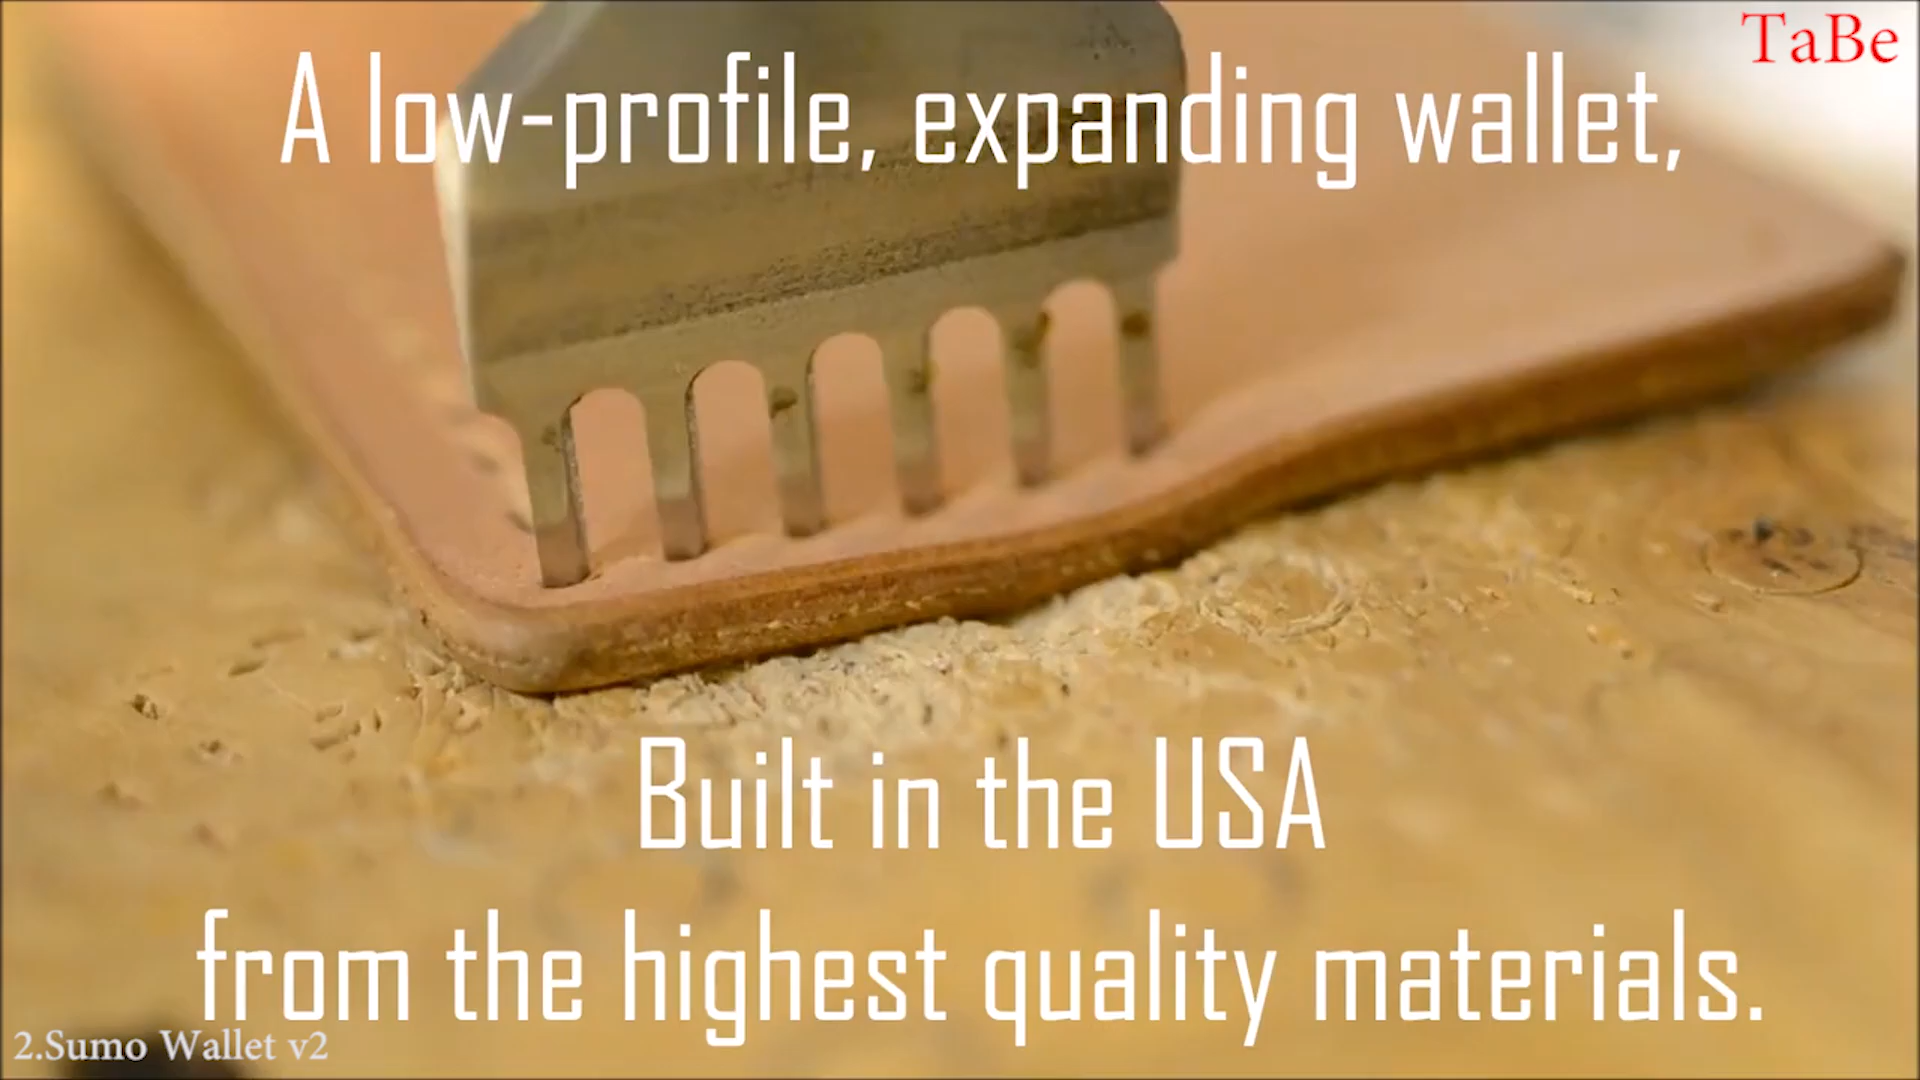 TaBe
A low-profile, expanding wallet,
Built in the USA
from the highest quality materials.
2.Sumo Wallet v2